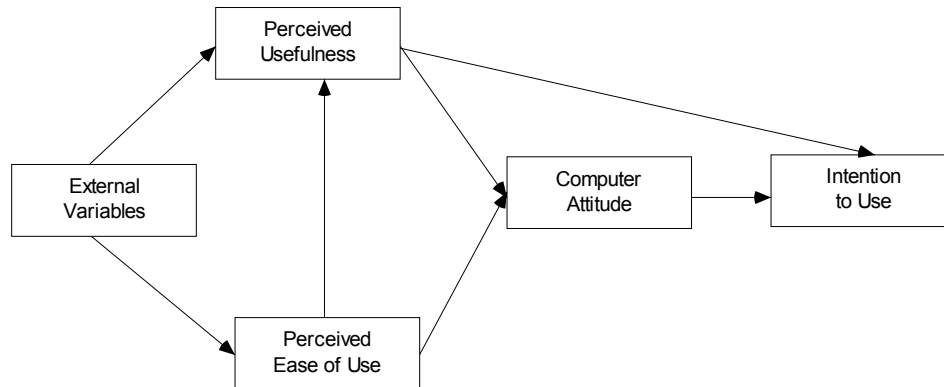 Perceived
Usefulness
External
Variables
Computer
Attitude
Intention
to Use
Perceived
Ease of Use